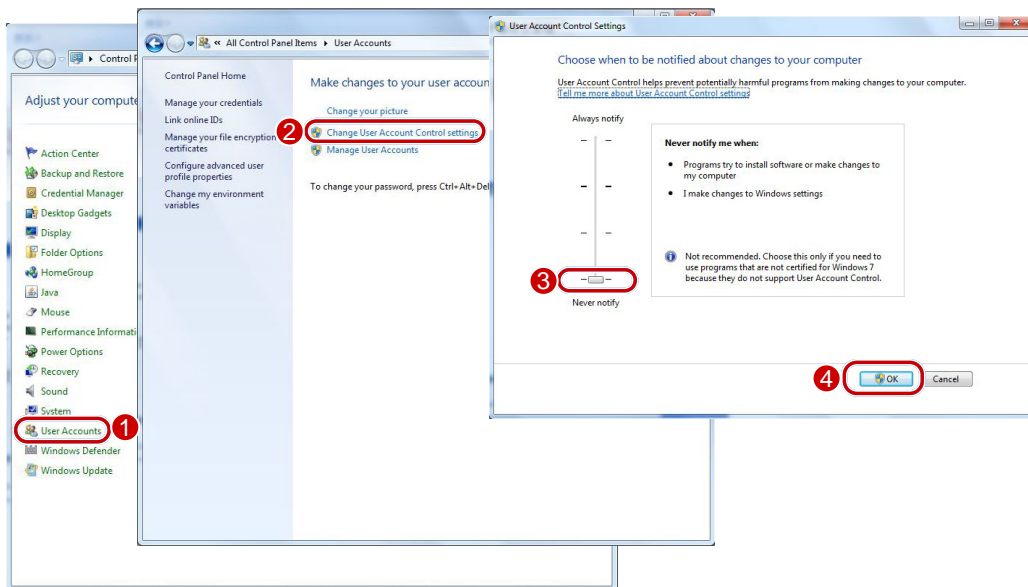 Control P
Adjust your compute
Action Center
Backup and Restore
Credential Manager
Desktop Gadgets
Display
Folder Options
HomeGroup
Java
Mouse
Performance Informati
Power Options
Recovery
Sound
System
User Accounts
1
Windows Defender
Windows Update
« All Control Panel Items ▸ User Accounts
Control Panel Home
Manage your credentials
Link online IDs
Manage your file encryption
certificates
Configure advanced user
profile properties
Change my environment
variables
Make changes to your user accoun
Change your picture
2
Change User Account Control settings
Manage User Accounts
To change your password, press Ctrl+Alt+Del
User Account Control Settings
Choose when to be notified about changes to your computer
User Account Control helps prevent potentially harmful programs from making changes to your computer.
Tell me more about User Account Control settings
Always notify
3
Never notify
Never notify me when:
• Programs try to install software or make changes to
my computer
• I make changes to Windows settings
Not recommended. Choose this only if you need to
use programs that are not certified for Windows 7
because they do not support User Account Control.
4
OK
Cancel